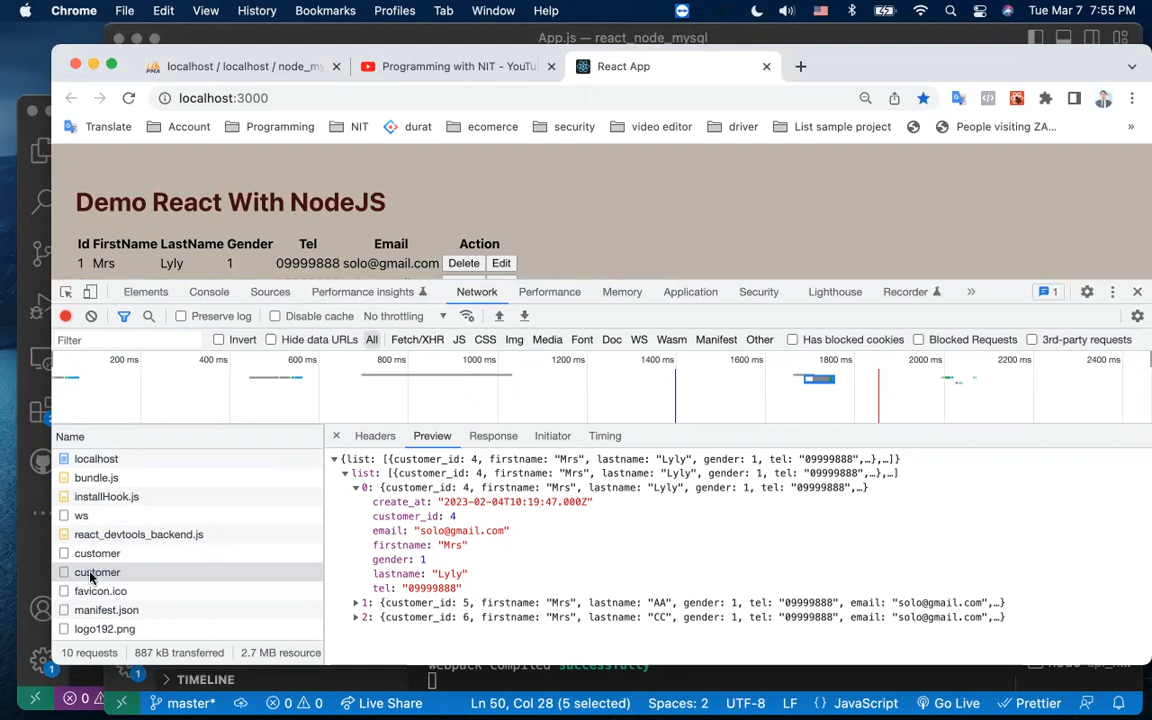 Chrome File Edit View History Bookmarks Profiles Tab Window Help Tue Mar 7 7:55 PM
App.js — react_node_mysql
localhost / localhost / node_my Programming with NIT - YouTu React App
localhost:3000
Translate Account Programming NIT durat ecomerce security video editor driver List sample project People visiting ZA... »
Demo React With NodeJS
Id FirstName LastName Gender Tel Email Action
1 Mrs Lyly 1 09999888 solo@gmail.com Delete Edit
Elements Console Sources Performance insights Network Performance Memory Application Security Lighthouse Recorder » 1
Preserve log Disable cache No throttling
Filter Invert Hide data URLs All Fetch/XHR JS CSS Img Media Font Doc WS Wasm Manifest Other Has blocked cookies Blocked Requests 3rd-party requests
200 ms 400 ms 600 ms 800 ms 1000 ms 1200 ms 1400 ms 1600 ms 1800 ms 2000 ms 2200 ms 2400 ms
Name Headers Preview Response Initiator Timing
localhost {list: [{customer_id: 4, firstname: "Mrs", lastname: "Lyly", gender: 1, tel: "09999888",…},…]}
list: [{customer_id: 4, firstname: "Mrs", lastname: "Lyly", gender: 1, tel: "09999888",…},…]
bundle.js 0: {customer_id: 4, firstname: "Mrs", lastname: "Lyly", gender: 1, tel: "09999888",…}
installHook.js create_at: "2023-02-04T10:19:47.000Z"
ws customer_id: 4
react_devtools_backend.js email: "solo@gmail.com"
customer firstname: "Mrs"
gender: 1
customer lastname: "Lyly"
favicon.ico tel: "09999888"
manifest.json 1: {customer_id: 5, firstname: "Mrs", lastname: "AA", gender: 1, tel: "09999888", email: "solo@gmail.com",…}
logo192.png 2: {customer_id: 6, firstname: "Mrs", lastname: "CC", gender: 1, tel: "09999888", email: "solo@gmail.com",…}
10 requests 887 kB transferred 2.7 MB resource
webpack compiled successfully
1 1 TIMELINE
0 master* 0 0 Live Share Ln 50, Col 28 (5 selected) Spaces: 2 UTF-8 LF JavaScript Go Live Prettier